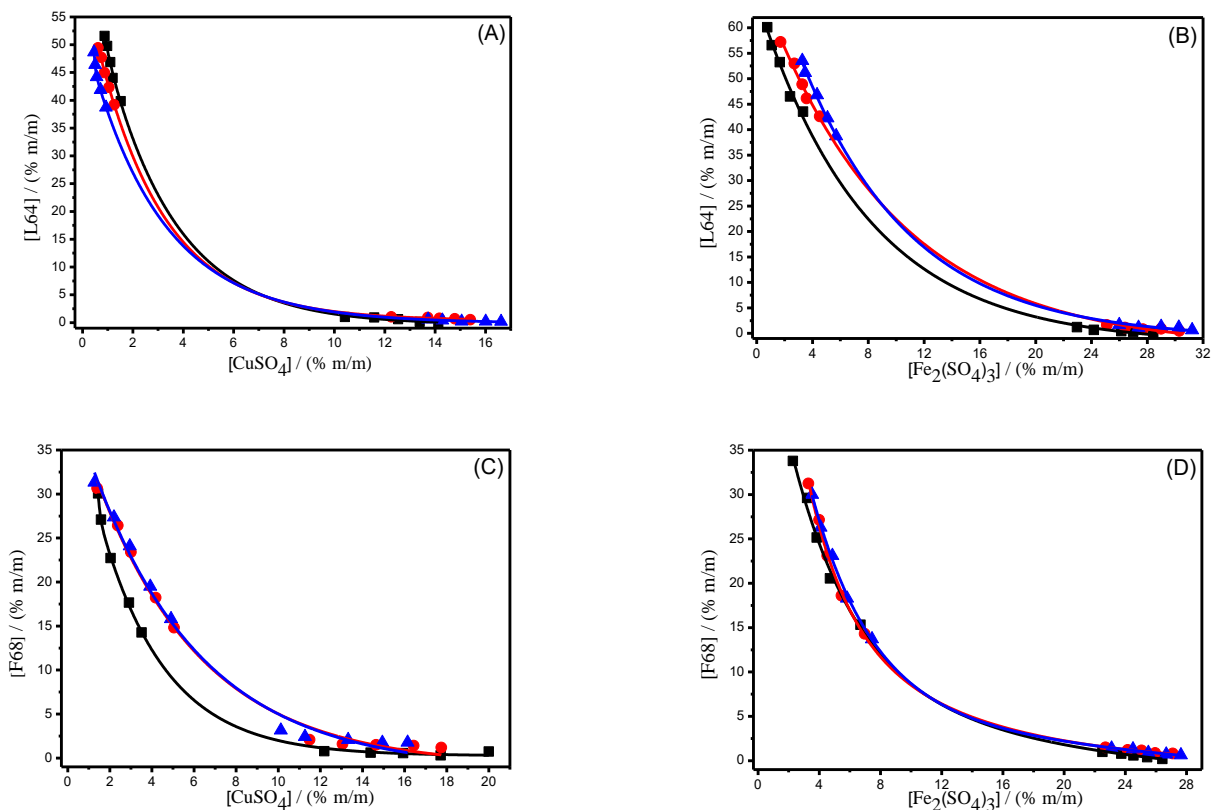 (A)
[L64] / (% m/m)
55
50
45
40
35
30
25
20
15
10
5
0
0 2 4 6 8 10 12 14 16
[CuSO4] / (% m/m)
(B)
[L64] / (% m/m)
60
55
50
45
40
35
30
25
20
15
10
5
0
0 4 8 12 16 20 24 28 32
[Fe2(SO4)3] / (% m/m)
(C)
[F68] / (% m/m)
35
30
25
20
15
10
5
0
0 2 4 6 8 10 12 14 16 18 20
[CuSO4] / (% m/m)
(D)
[F68] / (% m/m)
35
30
25
20
15
10
5
0
0 4 8 12 16 20 24 28
[Fe2(SO4)3] / (% m/m)